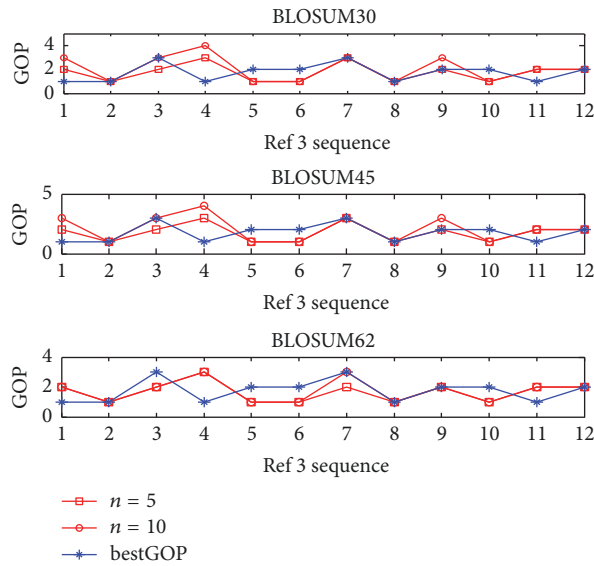 BLOSUM30
GOP
4
2
0
1 2 3 4 5 6 7 8 9 10 11 12
Ref 3 sequence
BLOSUM45
GOP
5
0
1 2 3 4 5 6 7 8 9 10 11 12
Ref 3 sequence
BLOSUM62
GOP
4
2
0
1 2 3 4 5 6 7 8 9 10 11 12
Ref 3 sequence
n = 5
n = 10
bestGOP